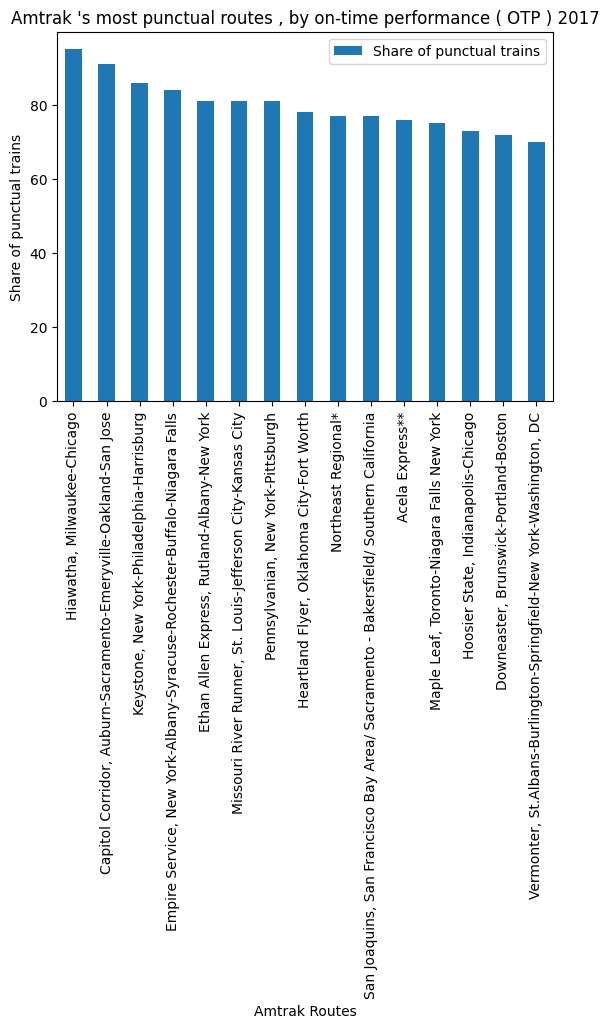 Amtrak 's most punctual routes , by on-time performance ( OTP ) 2017
Share of punctual trains
Share of punctual trains
80
60
40
20
0
Hiawatha, Milwaukee-Chicago
Capitol Corridor, Auburn-Sacramento-Emeryville-Oakland-San Jose
Keystone, New York-Philadelphia-Harrisburg
Empire Service, New York-Albany-Syracuse-Rochester-Buffalo-Niagara Falls
Ethan Allen Express, Rutland-Albany-New York
Missouri River Runner, St. Louis-Jefferson City-Kansas City
Pennsylvanian, New York-Pittsburgh
Heartland Flyer, Oklahoma City-Fort Worth
Northeast Regional*
San Joaquins, San Francisco Bay Area/ Sacramento - Bakersfield/ Southern California
Acela Express**
Maple Leaf, Toronto-Niagara Falls New York
Hoosier State, Indianapolis-Chicago
Downeaster, Brunswick-Portland-Boston
Vermonter, St.Albans-Burlington-Springfield-New York-Washington, DC
Amtrak Routes